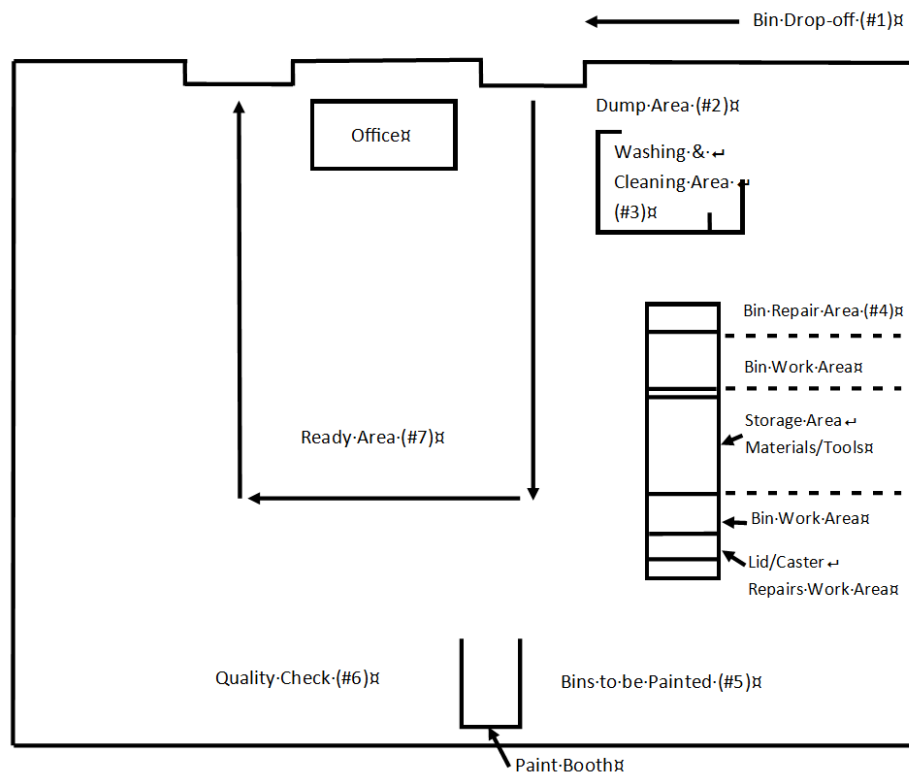 Bin·Drop-off·(#1)¤
Dump·Area·(#2)¤
Office¤
Washing·&·↵
Cleaning·Area·↵
(#3)¤
Bin·Repair·Area·(#4)¤
Bin·Work·Area¤
Storage·Area↵
Materials/Tools¤
Ready·Area·(#7)¤
Bin·Work·Area¤
Lid/Caster↵
Repairs·Work·Area¤
Quality·Check·(#6)¤
Bins·to·be·Painted·(#5)¤
Paint·Booth¤